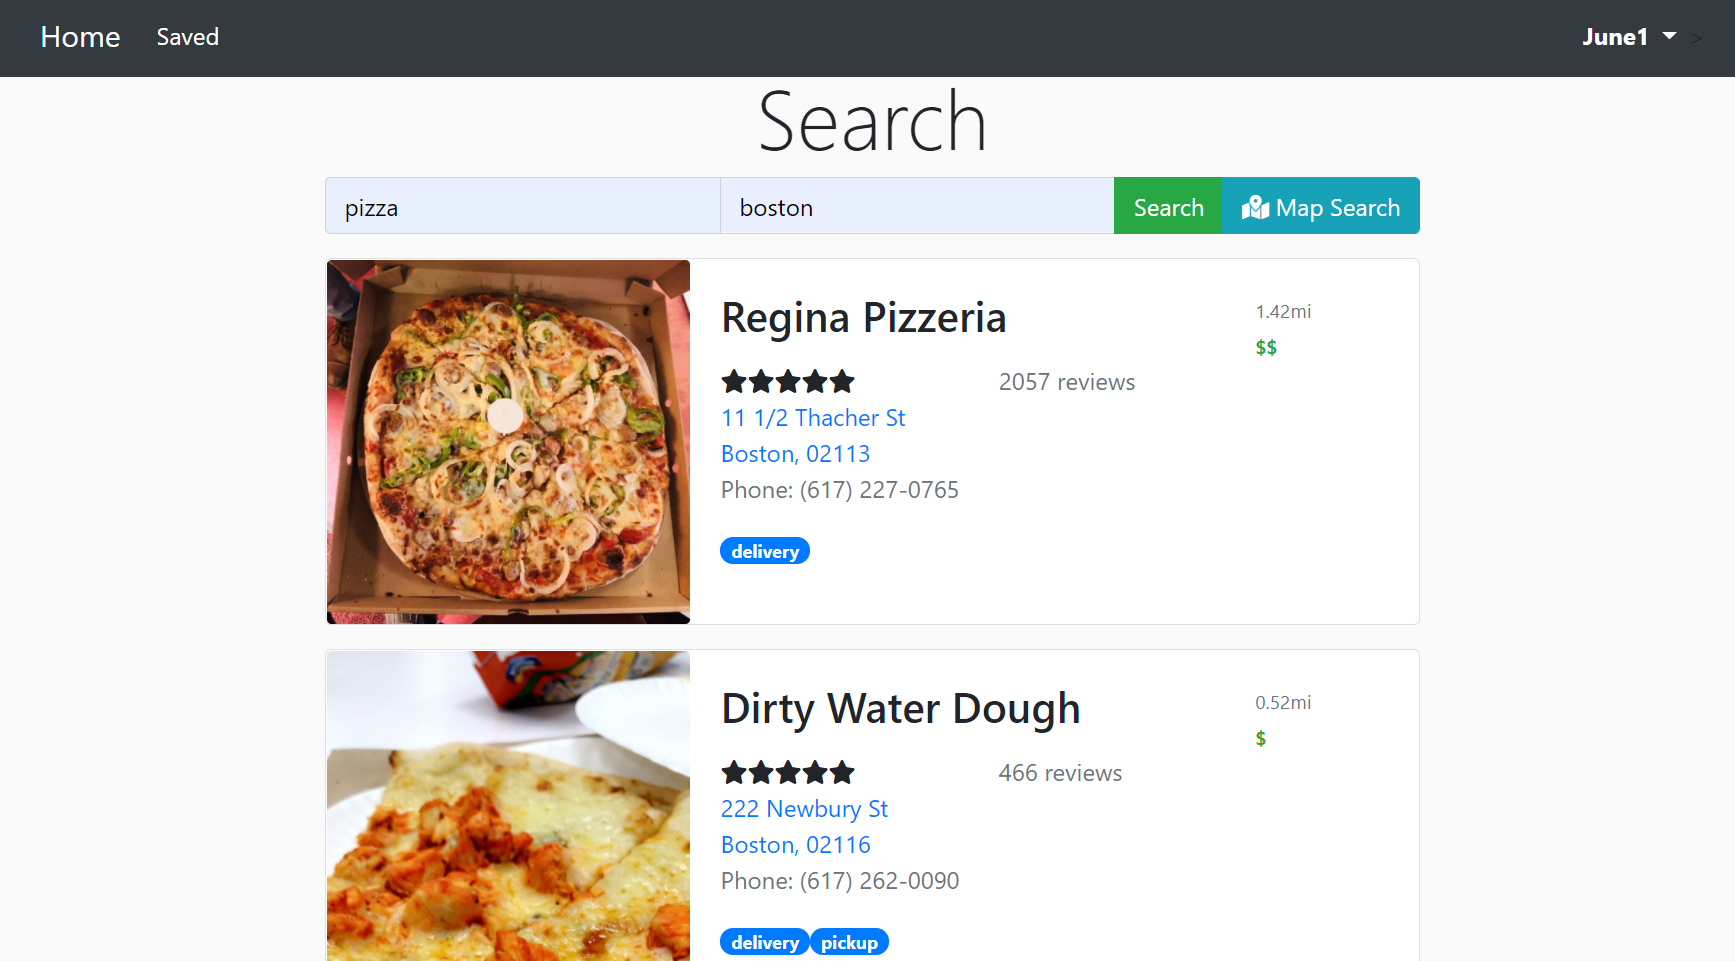 Home Saved June1 >
Search
pizza boston Search Map Search
Regina Pizzeria 1.42mi
$$
2057 reviews
11 1/2 Thacher St
Boston, 02113
Phone: (617) 227-0765
delivery
Dirty Water Dough 0.52mi
$
466 reviews
222 Newbury St
Boston, 02116
Phone: (617) 262-0090
delivery pickup